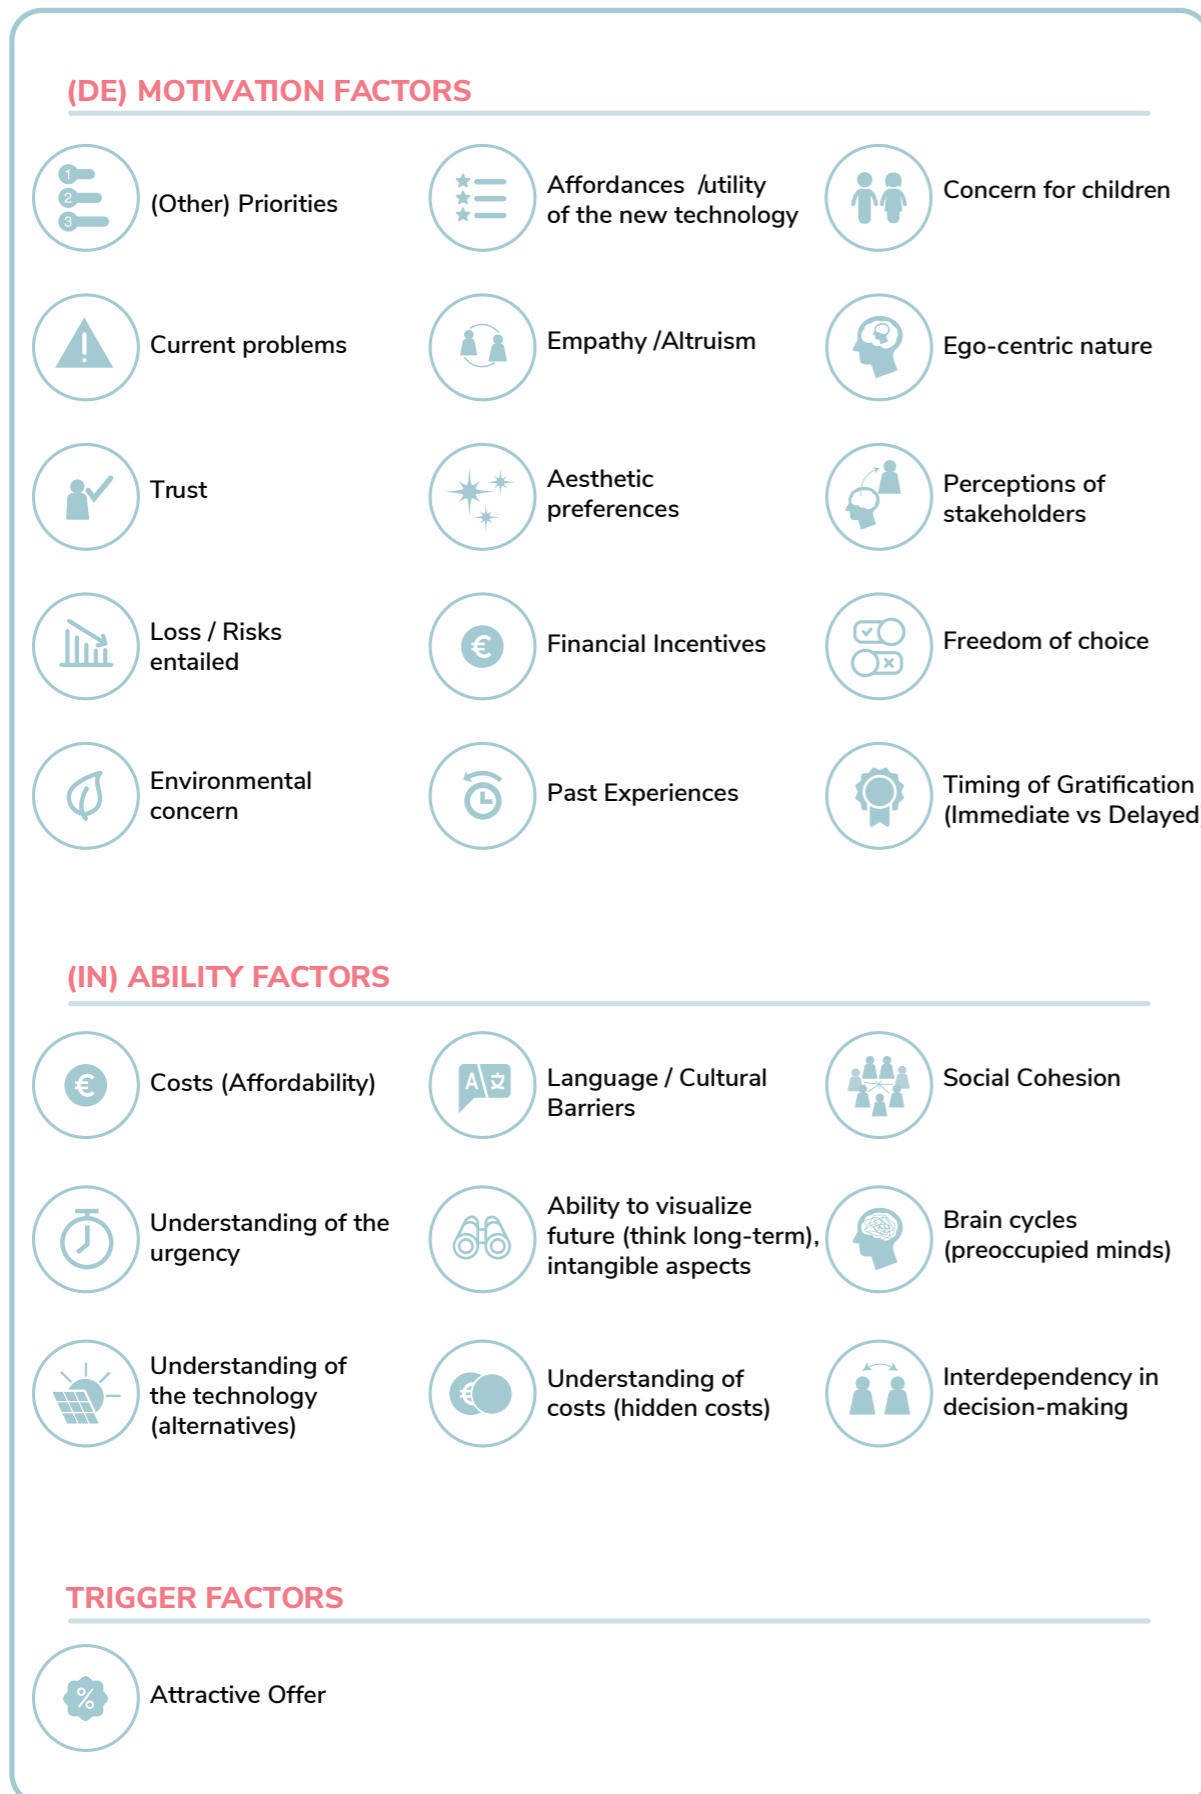 (DE) MOTIVATION FACTORS
1
2
3
(Other) Priorities
Affordances /utility
of the new technology
Concern for children
Current problems
Empathy /Altruism
Ego-centric nature
Trust
Aesthetic
preferences
Perceptions of
stakeholders
Loss / Risks
entailed
€
Financial Incentives
Freedom of choice
Environmental
concern
Past Experiences
Timing of Gratification
(Immediate vs Delayed)
(IN) ABILITY FACTORS
€
Costs (Affordability)
A 文
Language / Cultural
Barriers
Social Cohesion
Understanding of the
urgency
Ability to visualize
future (think long-term),
intangible aspects
Brain cycles
(preoccupied minds)
Understanding of
the technology
(alternatives)
€
Understanding of
costs (hidden costs)
Interdependency in
decision-making
TRIGGER FACTORS
%
Attractive Offer